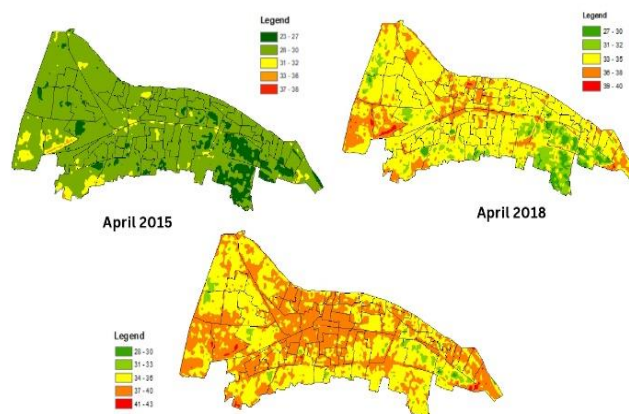 Legend
23 - 27
28 - 30
31 - 32
33 - 36
37 - 38
April 2015
Legend
27 - 30
31 - 32
33 - 35
36 - 38
39 - 40
April 2018
Legend
28 - 30
31 - 33
34 - 36
37 - 40
41 - 43